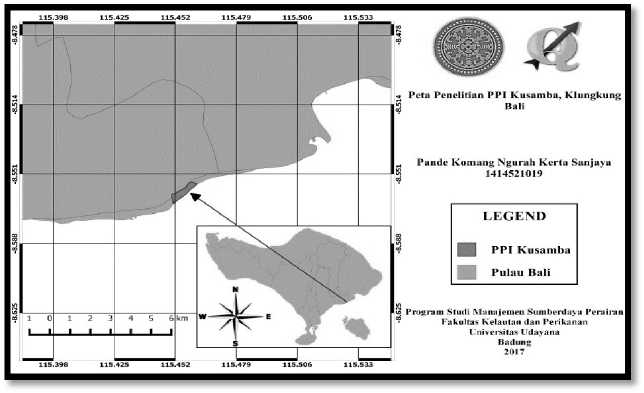 115.398 115.425 115.452 115.479 115.506 115.533
-8.478 -8.478
-8.514 -8.514
-8.551 -8.551
-8.588 -8.588
-8.625 -8.625
1 0 1 2 3 4 5 6 km
N
W E
S
115.398 115.425 115.452 115.479 115.506 115.533
Peta Penelitian PPI Kusamba, Klungkung
Bali
Pande Komang Ngurah Kerta Sanjaya
1414521019
LEGEND
PPI Kusamba
Pulau Bali
Program Studi Manajemen Sumberdaya Perairan
Fakultas Kelautan dan Perikanan
Universitas Udayana
Badung
2017